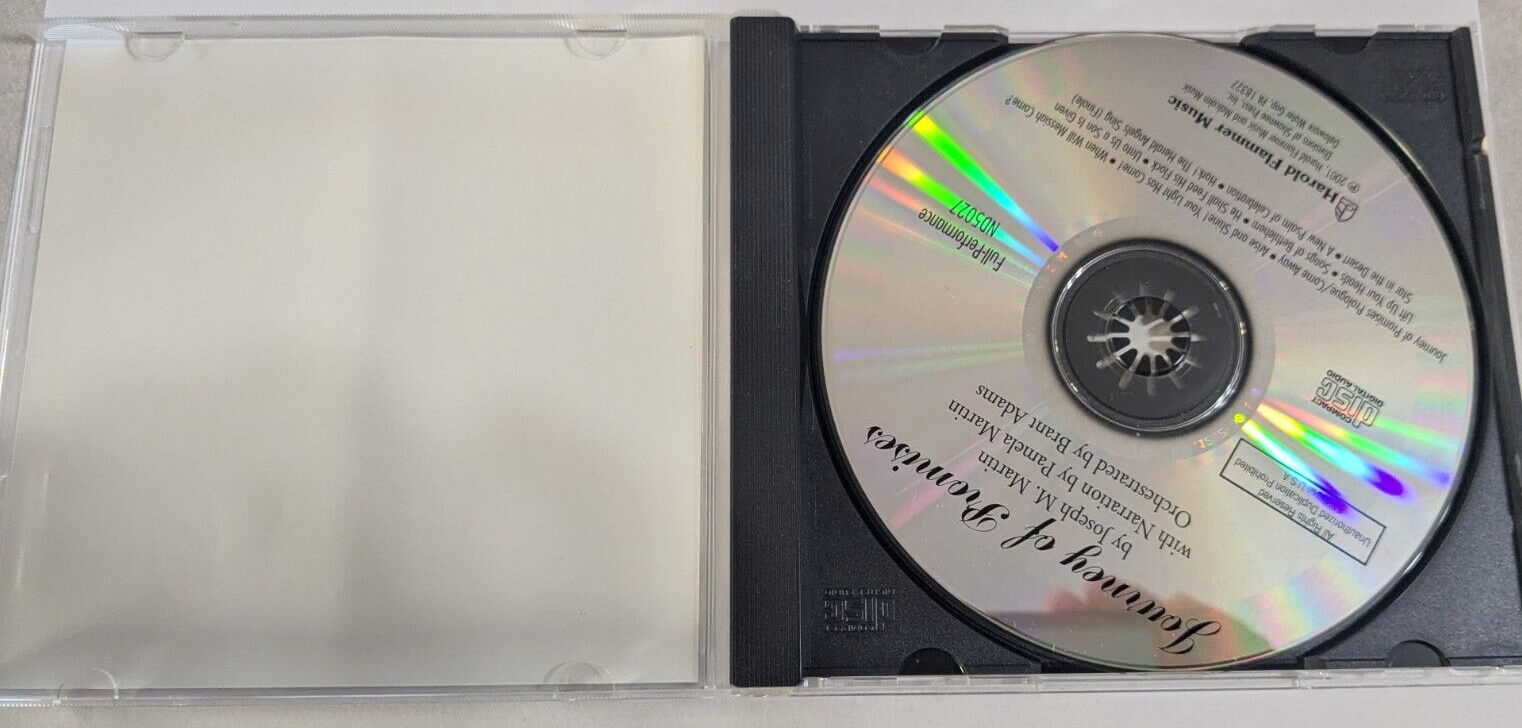 Journey of Promises
by Joseph M. Martin
with Narration by Pamela Martin
Orchestrated by Brant Adams
All Rights Reserved
Unauthorized Duplication Prohibited
U.S.A.
COMPACT
disc
DIGITAL AUDIO
Full-Performance
ND5027
Journey of Promises Prologue/Come Away • Arise and Shine! Your Light Has Come! • When Will Messiah Come?
Lift Up Your Heads • Songs of Bethlehem • He Shall Feed His Flock • Unto Us a Son Is Given
Star in the Desert • A New Psalm of Celebration • Hark! The Herald Angels Sing (Finale)
Harold Flammer Music
℗ 2001, Harold Flammer Music and Malcolm Music
Divisions of Shawnee Press, Inc.
Delaware Water Gap, PA 18327
COMPACT
disc
DIGITAL AUDIO